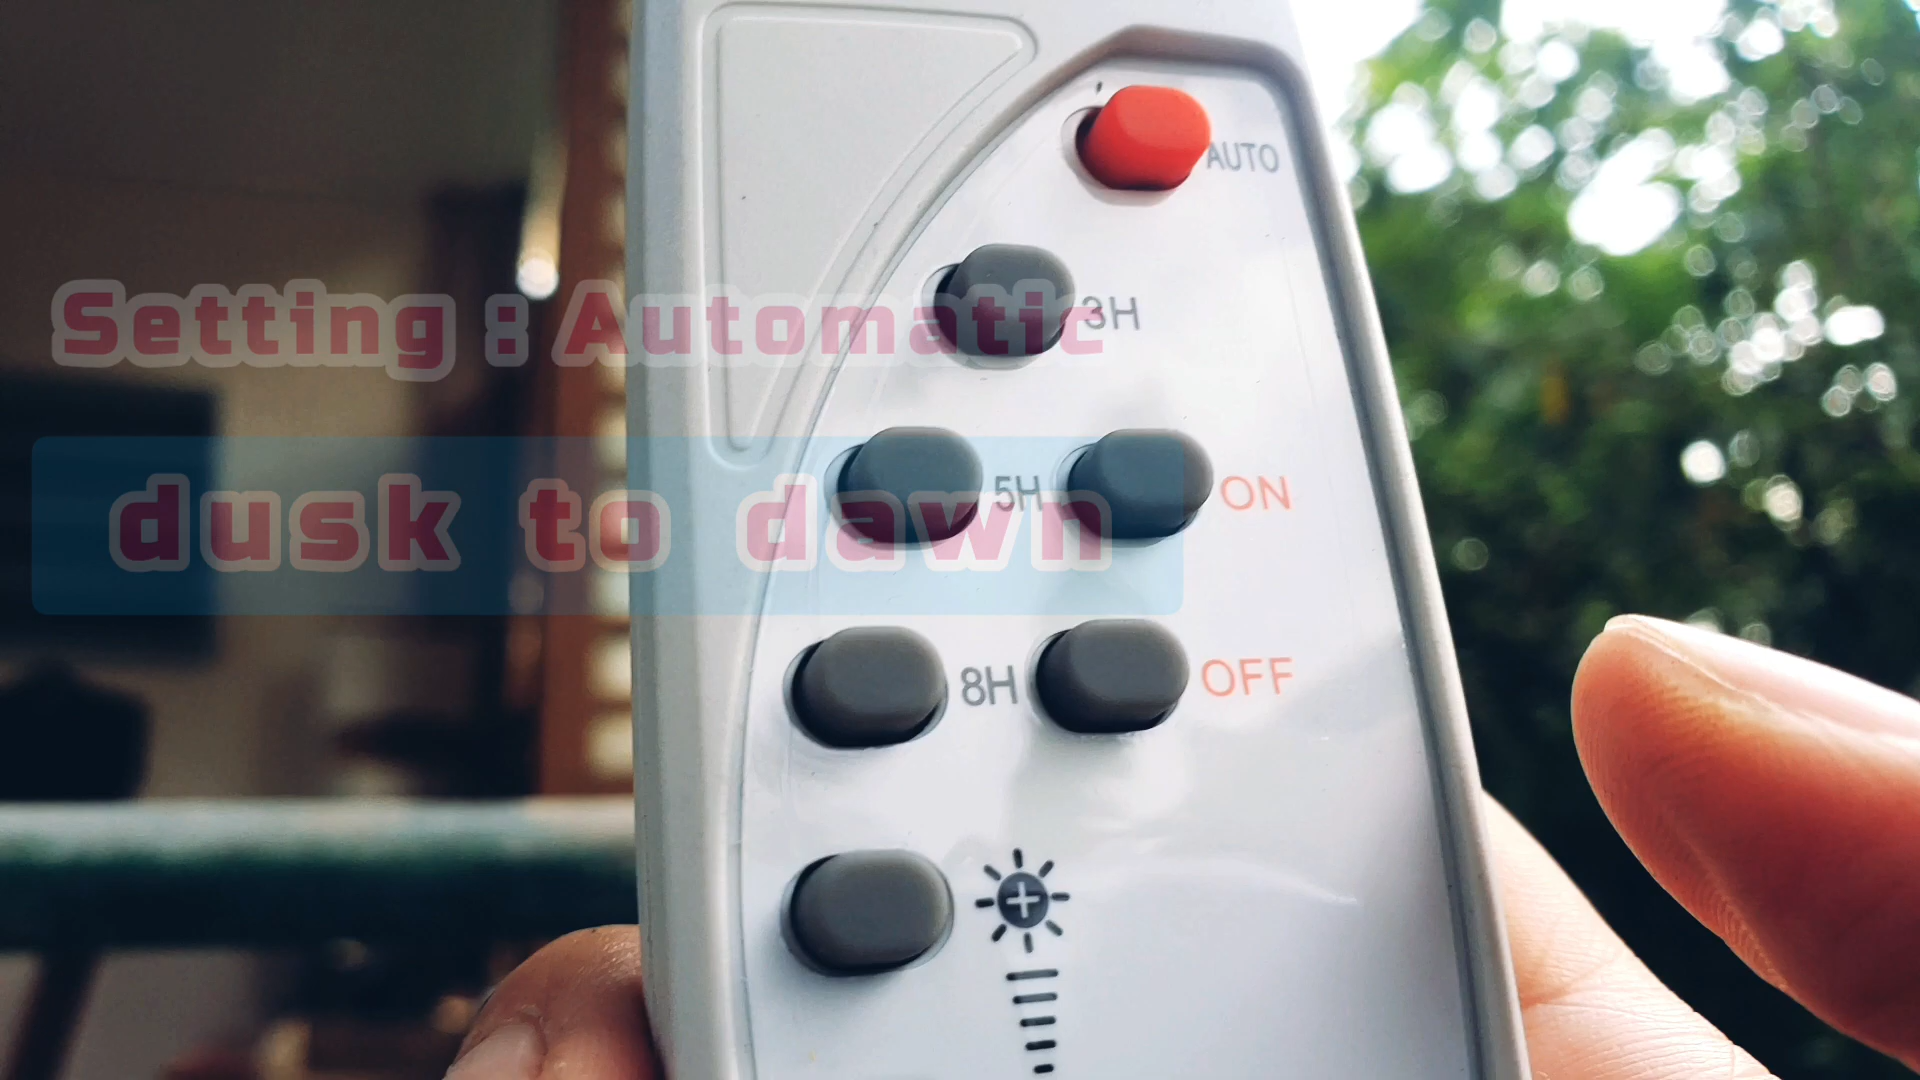 AUTO
3H
Setting : Automatic
5H ON
dusk to dawn
8H OFF